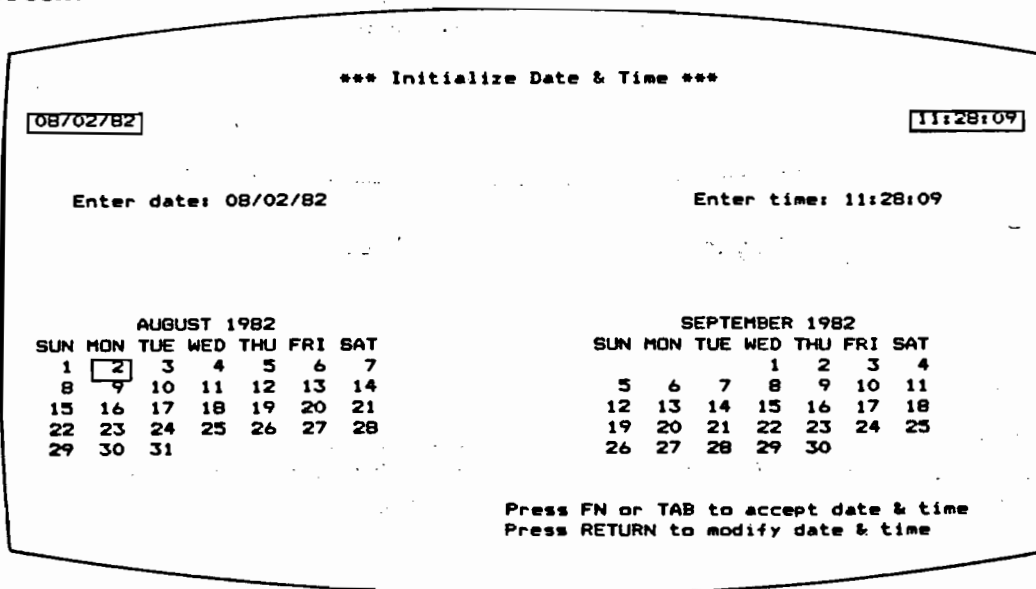 *** Initialize Date & Time ***
08/02/82 11:28:09
Enter date: 08/02/82 Enter time: 11:28:09
AUGUST 1982 SEPTEMBER 1982
SUN MON TUE WED THU FRI SAT SUN MON TUE WED THU FRI SAT
1 2 3 4 5 6 7 1 2 3 4
8 9 10 11 12 13 14 5 6 7 8 9 10 11
15 16 17 18 19 20 21 12 13 14 15 16 17 18
22 23 24 25 26 27 28 19 20 21 22 23 24 25
29 30 31 26 27 28 29 30
Press FN or TAB to accept date & time
Press RETURN to modify date & time